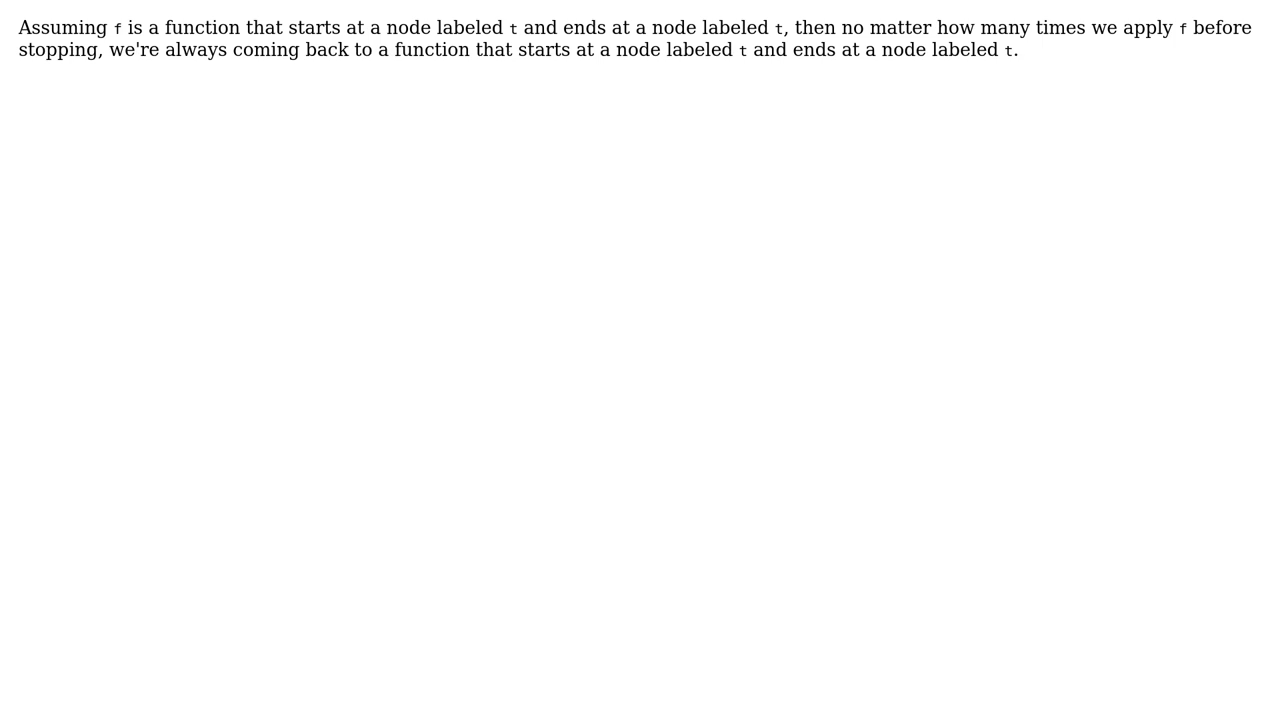 Assuming f is a function that starts at a node labeled t and ends at a node labeled t, then no matter how many times we apply f before
stopping, we're always coming back to a function that starts at a node labeled t and ends at a node labeled t.